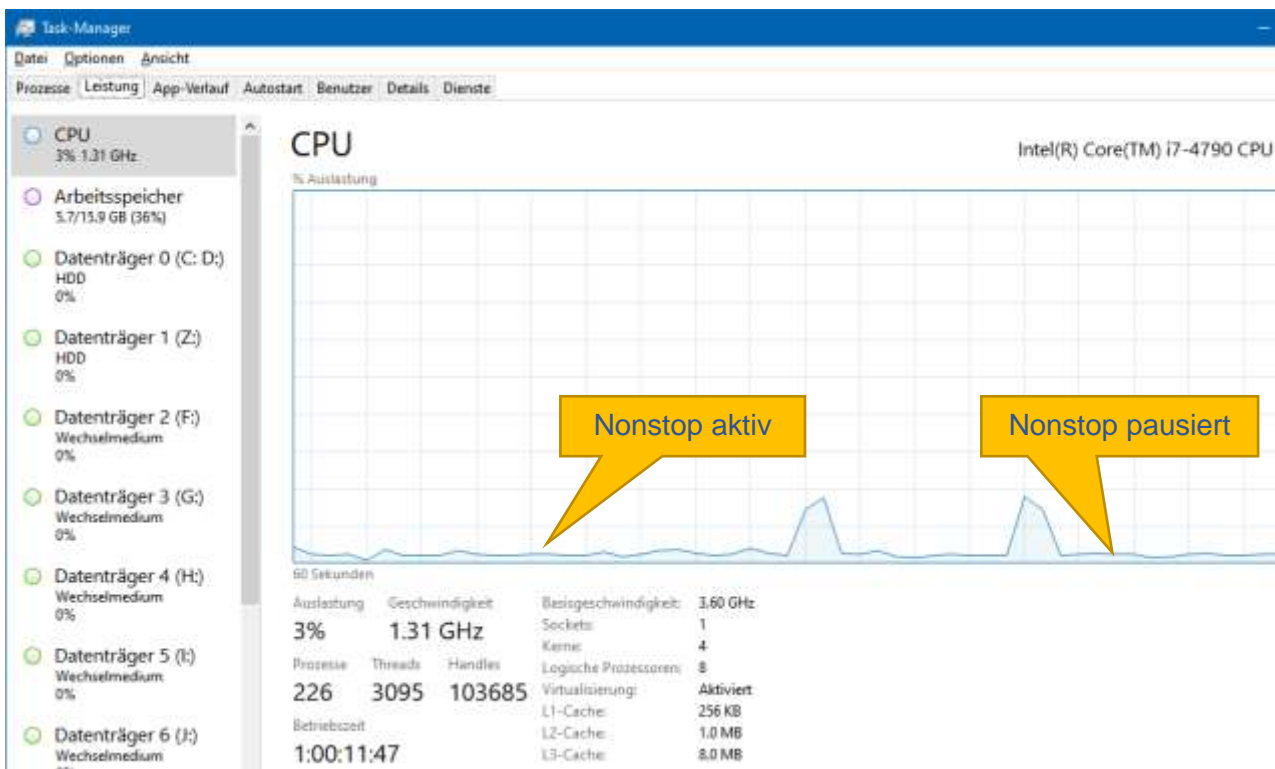 Task-Manager
Datei Optionen Ansicht
Prozesse Leistung App-Verlauf Autostart Benutzer Details Dienste
CPU
3% 1.31 GHz
Arbeitsspeicher
5.7/15.9 GB (36%)
Datenträger 0 (C: D:)
HDD
0%
Datenträger 1 (Z:)
HDD
0%
Datenträger 2 (F:)
Wechselmedium
0%
Datenträger 3 (G:)
Wechselmedium
0%
Datenträger 4 (H:)
Wechselmedium
0%
Datenträger 5 (I:)
Wechselmedium
0%
Datenträger 6 (J:)
Wechselmedium
CPU
Intel(R) Core(TM) i7-4790 CPU
% Auslastung
Nonstop aktiv
Nonstop pausiert
60 Sekunden
Auslastung Geschwindigkeit
3% 1.31 GHz
Prozesse Threads Handles
226 3095 103685
Betriebszeit
1:00:11:47
Basisgeschwindigkeit: 3.60 GHz
Sockets: 1
Kerne: 4
Logische Prozessoren: 8
Virtualisierung: Aktiviert
L1-Cache: 256 KB
L2-Cache: 1.0 MB
L3-Cache: 8.0 MB